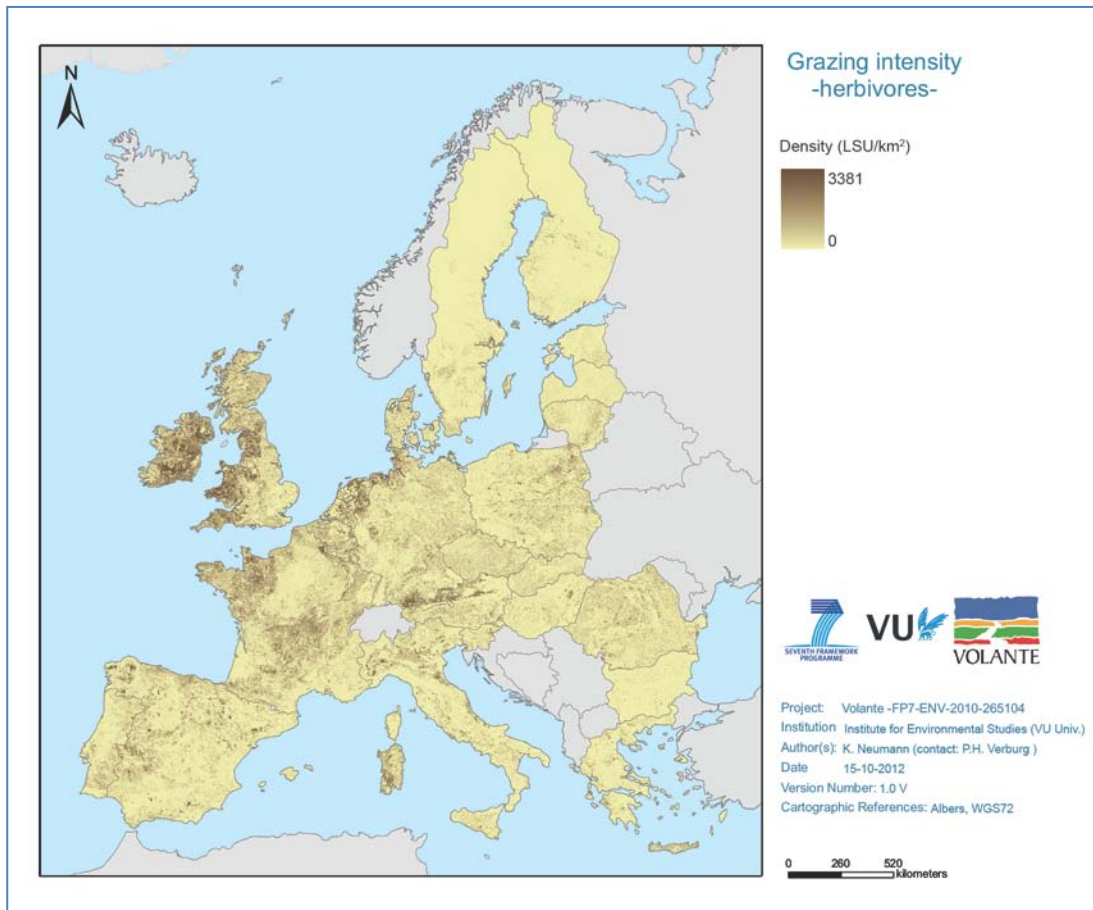 N
Grazing intensity
-herbivores-
Density (LSU/km²)
3381
0
SEVENTH FRAMEWORK
PROGRAMME
VU
VOLANTE
Project: Volante -FP7-ENV-2010-265104
Institution Institute for Environmental Studies (VU Univ.)
Author(s): K. Neumann (contact: P.H. Verburg )
Date 15-10-2012
Version Number: 1.0 V
Cartographic References: Albers, WGS72
0 260 520
kilometers